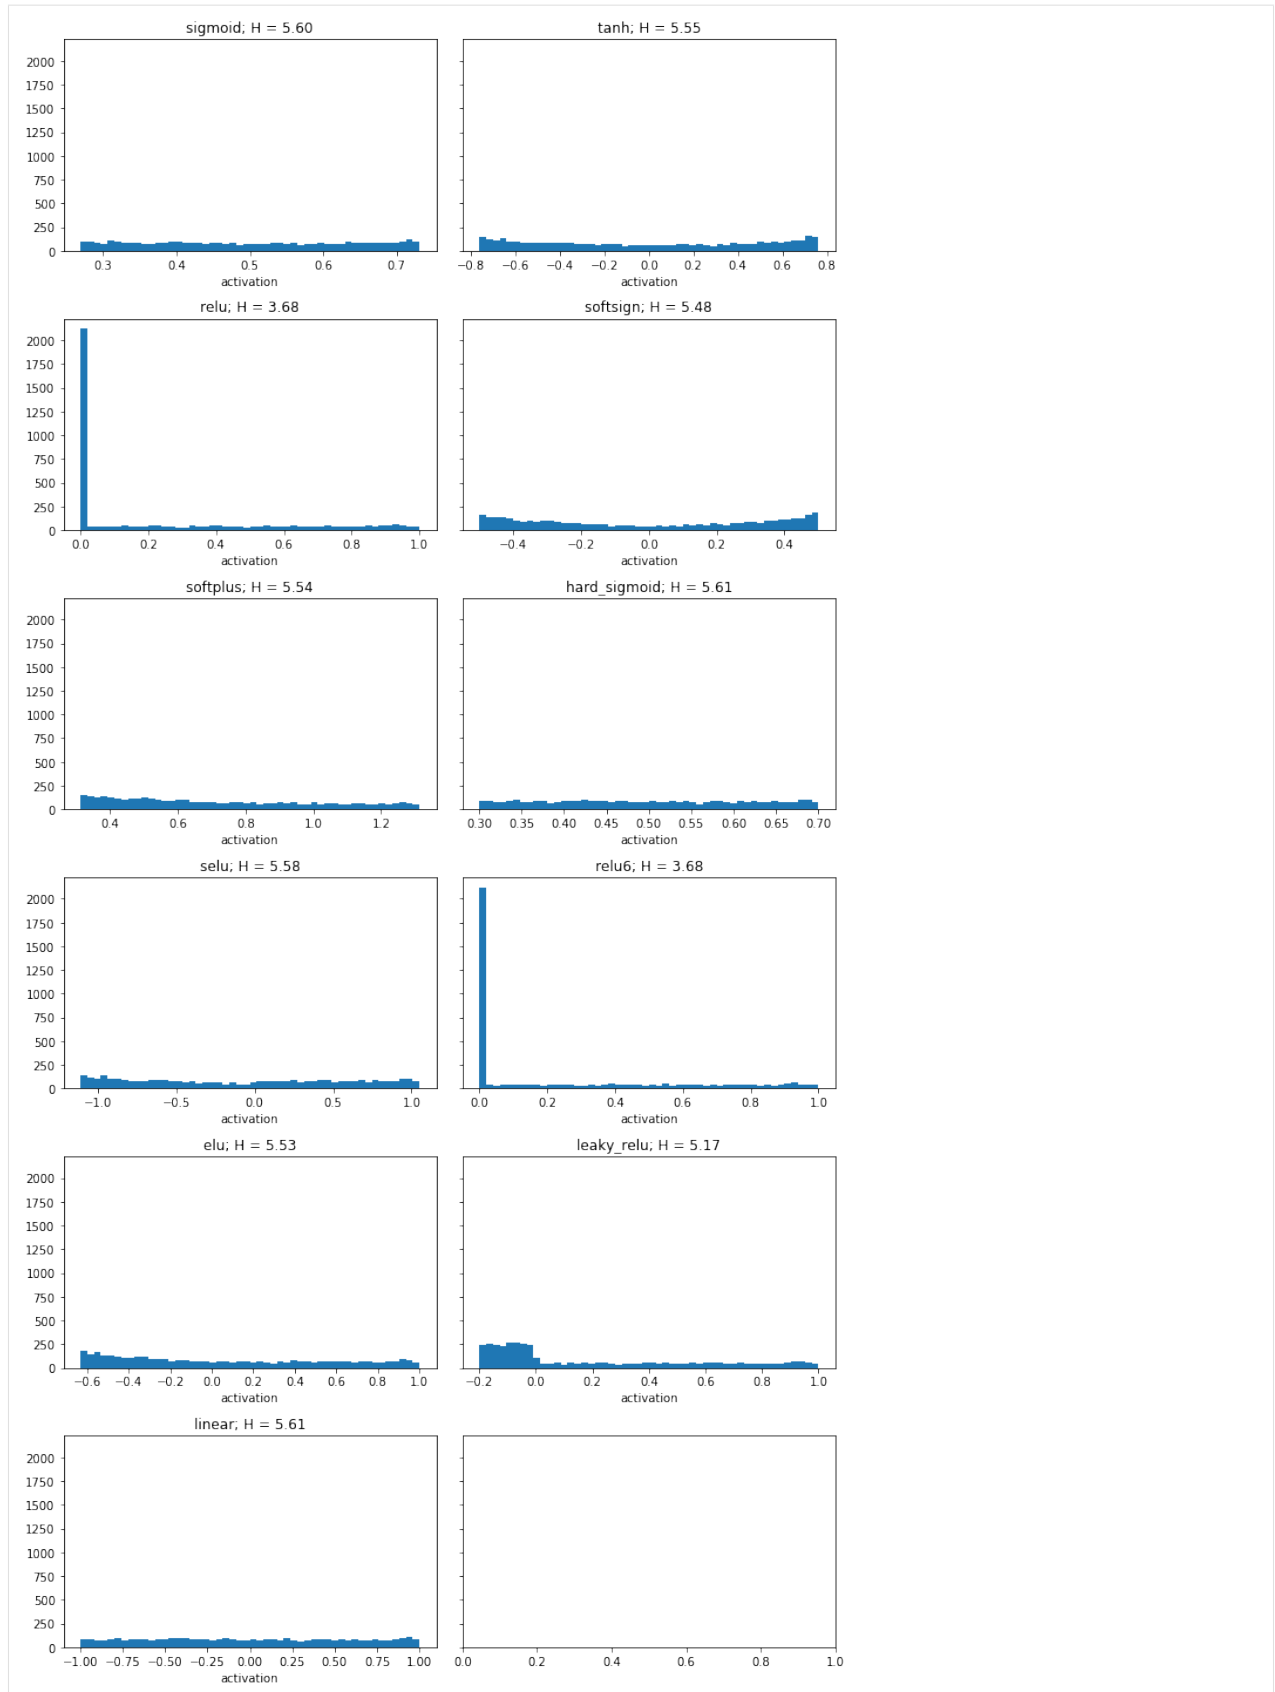 sigmoid; H = 5.60
2000
1750
1500
1250
1000
750
500
250
0
0.3 0.4 0.5 0.6 0.7
activation
tanh; H = 5.55
−0.8 −0.6 −0.4 −0.2 0.0 0.2 0.4 0.6 0.8
activation
relu; H = 3.68
2000
1750
1500
1250
1000
750
500
250
0
0.0 0.2 0.4 0.6 0.8 1.0
activation
softsign; H = 5.48
−0.4 −0.2 0.0 0.2 0.4
activation
softplus; H = 5.54
2000
1750
1500
1250
1000
750
500
250
0
0.4 0.6 0.8 1.0 1.2
activation
hard_sigmoid; H = 5.61
0.30 0.35 0.40 0.45 0.50 0.55 0.60 0.65 0.70
activation
selu; H = 5.58
2000
1750
1500
1250
1000
750
500
250
0
−1.0 −0.5 0.0 0.5 1.0
activation
relu6; H = 3.68
0.0 0.2 0.4 0.6 0.8 1.0
activation
elu; H = 5.53
2000
1750
1500
1250
1000
750
500
250
0
−0.6 −0.4 −0.2 0.0 0.2 0.4 0.6 0.8 1.0
activation
leaky_relu; H = 5.17
−0.2 0.0 0.2 0.4 0.6 0.8 1.0
activation
linear; H = 5.61
2000
1750
1500
1250
1000
750
500
250
0
−1.00 −0.75 −0.50 −0.25 0.00 0.25 0.50 0.75 1.00
activation
0.0 0.2 0.4 0.6 0.8 1.0